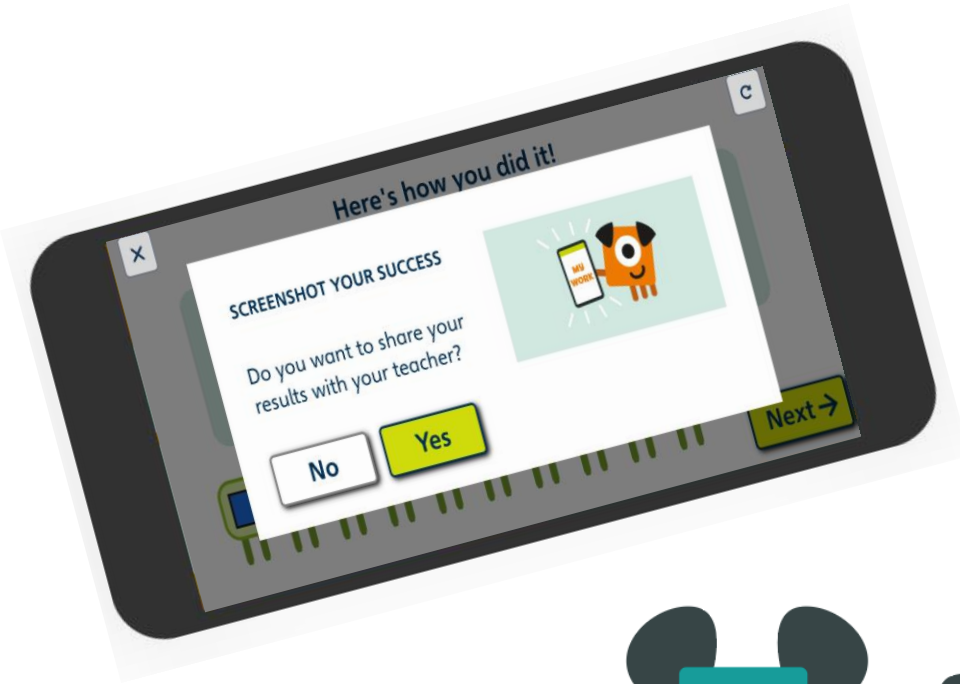 Here's how you did it!
SCREENSHOT YOUR SUCCESS
MY
WORK
Do you want to share your
results with your teacher?
No
Yes
Next